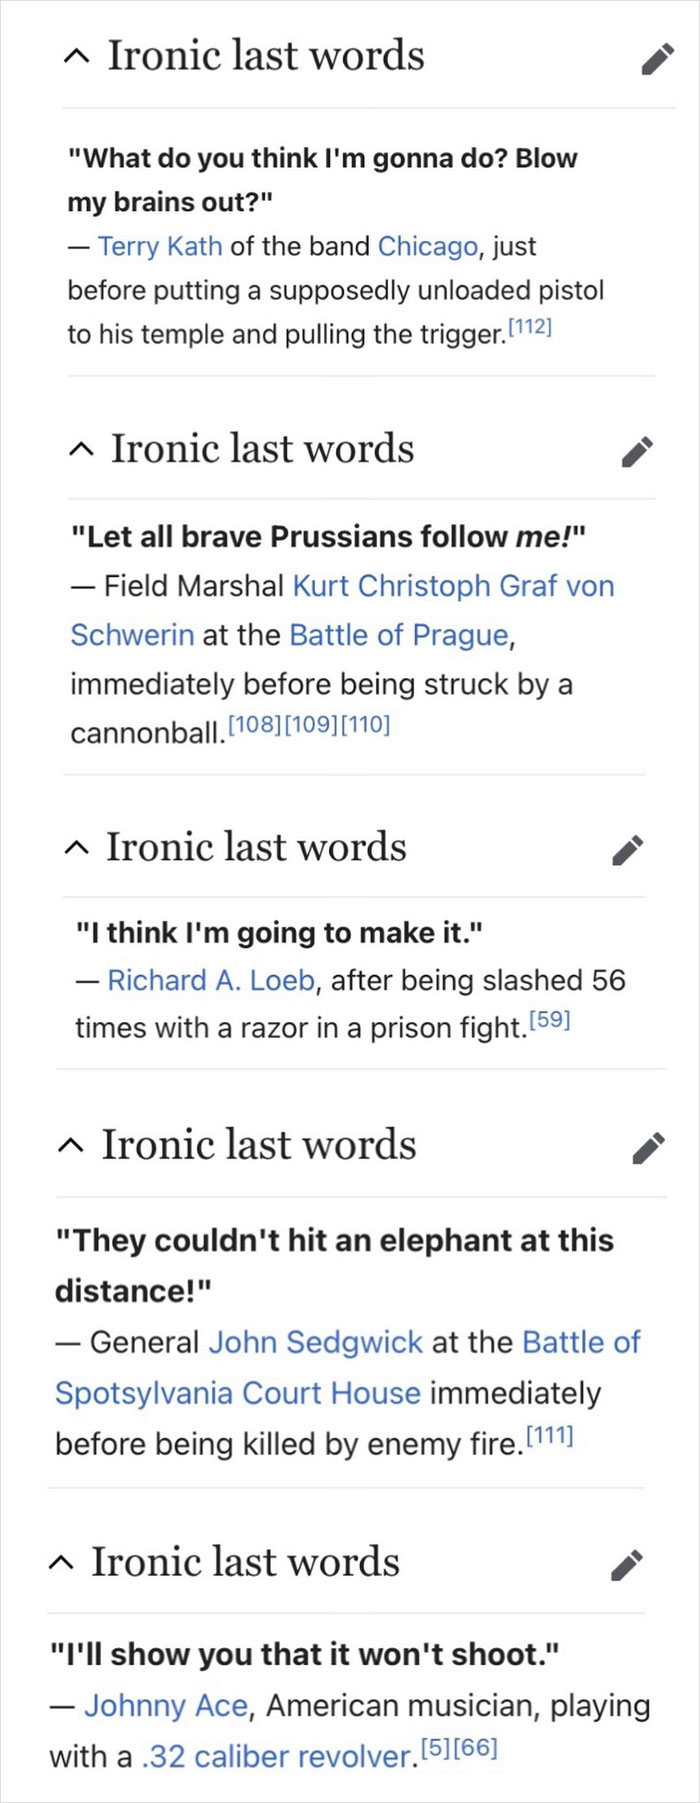 Ironic last words
"What do you think I'm gonna do? Blow
my brains out?"
— Terry Kath of the band Chicago, just
before putting a supposedly unloaded pistol
to his temple and pulling the trigger.[112]
Ironic last words
"Let all brave Prussians follow me!"
— Field Marshal Kurt Christoph Graf von
Schwerin at the Battle of Prague,
immediately before being struck by a
cannonball.[108][109][110]
Ironic last words
"I think I'm going to make it."
— Richard A. Loeb, after being slashed 56
times with a razor in a prison fight.[59]
Ironic last words
"They couldn't hit an elephant at this
distance!"
— General John Sedgwick at the Battle of
Spotsylvania Court House immediately
before being killed by enemy fire.[111]
Ironic last words
"I'll show you that it won't shoot."
— Johnny Ace, American musician, playing
with a .32 caliber revolver.[5][66]